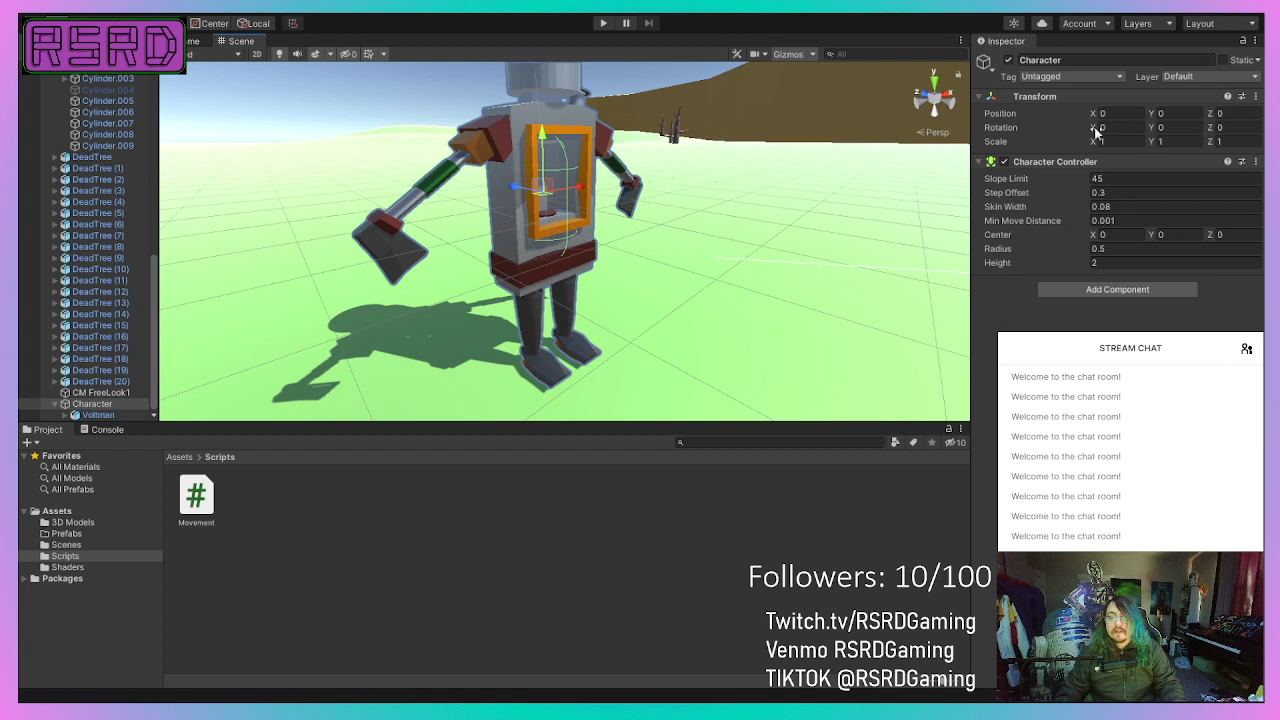 RSRD
Center
Local
Account
Layers
Layout
Scene
2D
0
Gizmos
All
Cylinder.003
Cylinder.004
Cylinder.005
Cylinder.006
Cylinder.007
Cylinder.008
Cylinder.009
DeadTree
DeadTree (1)
DeadTree (2)
DeadTree (3)
DeadTree (4)
DeadTree (5)
DeadTree (6)
DeadTree (7)
DeadTree (8)
DeadTree (9)
DeadTree (10)
DeadTree (11)
DeadTree (12)
DeadTree (13)
DeadTree (14)
DeadTree (15)
DeadTree (16)
DeadTree (17)
DeadTree (18)
DeadTree (19)
DeadTree (20)
CM FreeLook1
Character
Voltman
y
z x
Persp
Inspector
Character Static
Tag Untagged Layer Default
Transform
Position X 0 Y 0 Z 0
Rotation X 0 Y 0 Z 0
Scale X 1 Y 1 Z 1
Character Controller
Slope Limit 45
Step Offset 0.3
Skin Width 0.08
Min Move Distance 0.001
Center X 0 Y 0 Z 0
Radius 0.5
Height 2
Add Component
Project Console
10
Favorites
All Materials
All Models
All Prefabs
Assets
3D Models
Prefabs
Scenes
Scripts
Shaders
Packages
Assets > Scripts
#
Movement
STREAM CHAT
Welcome to the chat room!
Welcome to the chat room!
Welcome to the chat room!
Welcome to the chat room!
Welcome to the chat room!
Welcome to the chat room!
Welcome to the chat room!
Welcome to the chat room!
Welcome to the chat room!
Followers: 10/100
Twitch.tv/RSRDGaming
Venmo RSRDGaming
TIKTOK @RSRDGaming